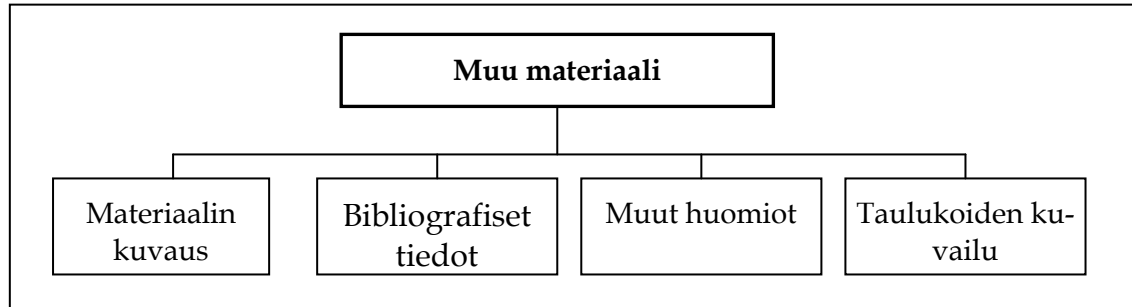 Muu materiaali
Materiaalin
kuvaus
Bibliografiset
tiedot
Muut huomiot
Taulukoiden ku-
vailu